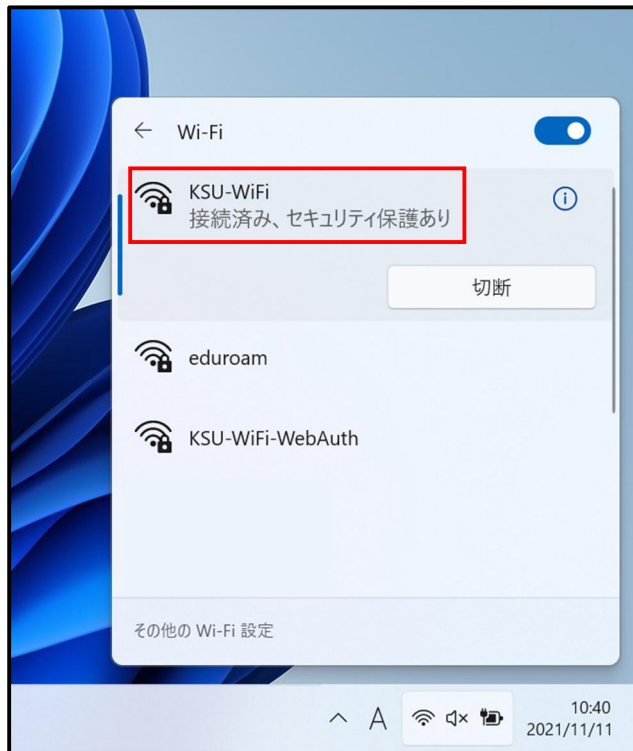 Wi-Fi
KSU-WiFi
接続済み、セキュリティ保護あり
切断
eduroam
KSU-WiFi-WebAuth
その他の Wi-Fi 設定
A
10:40
2021/11/11